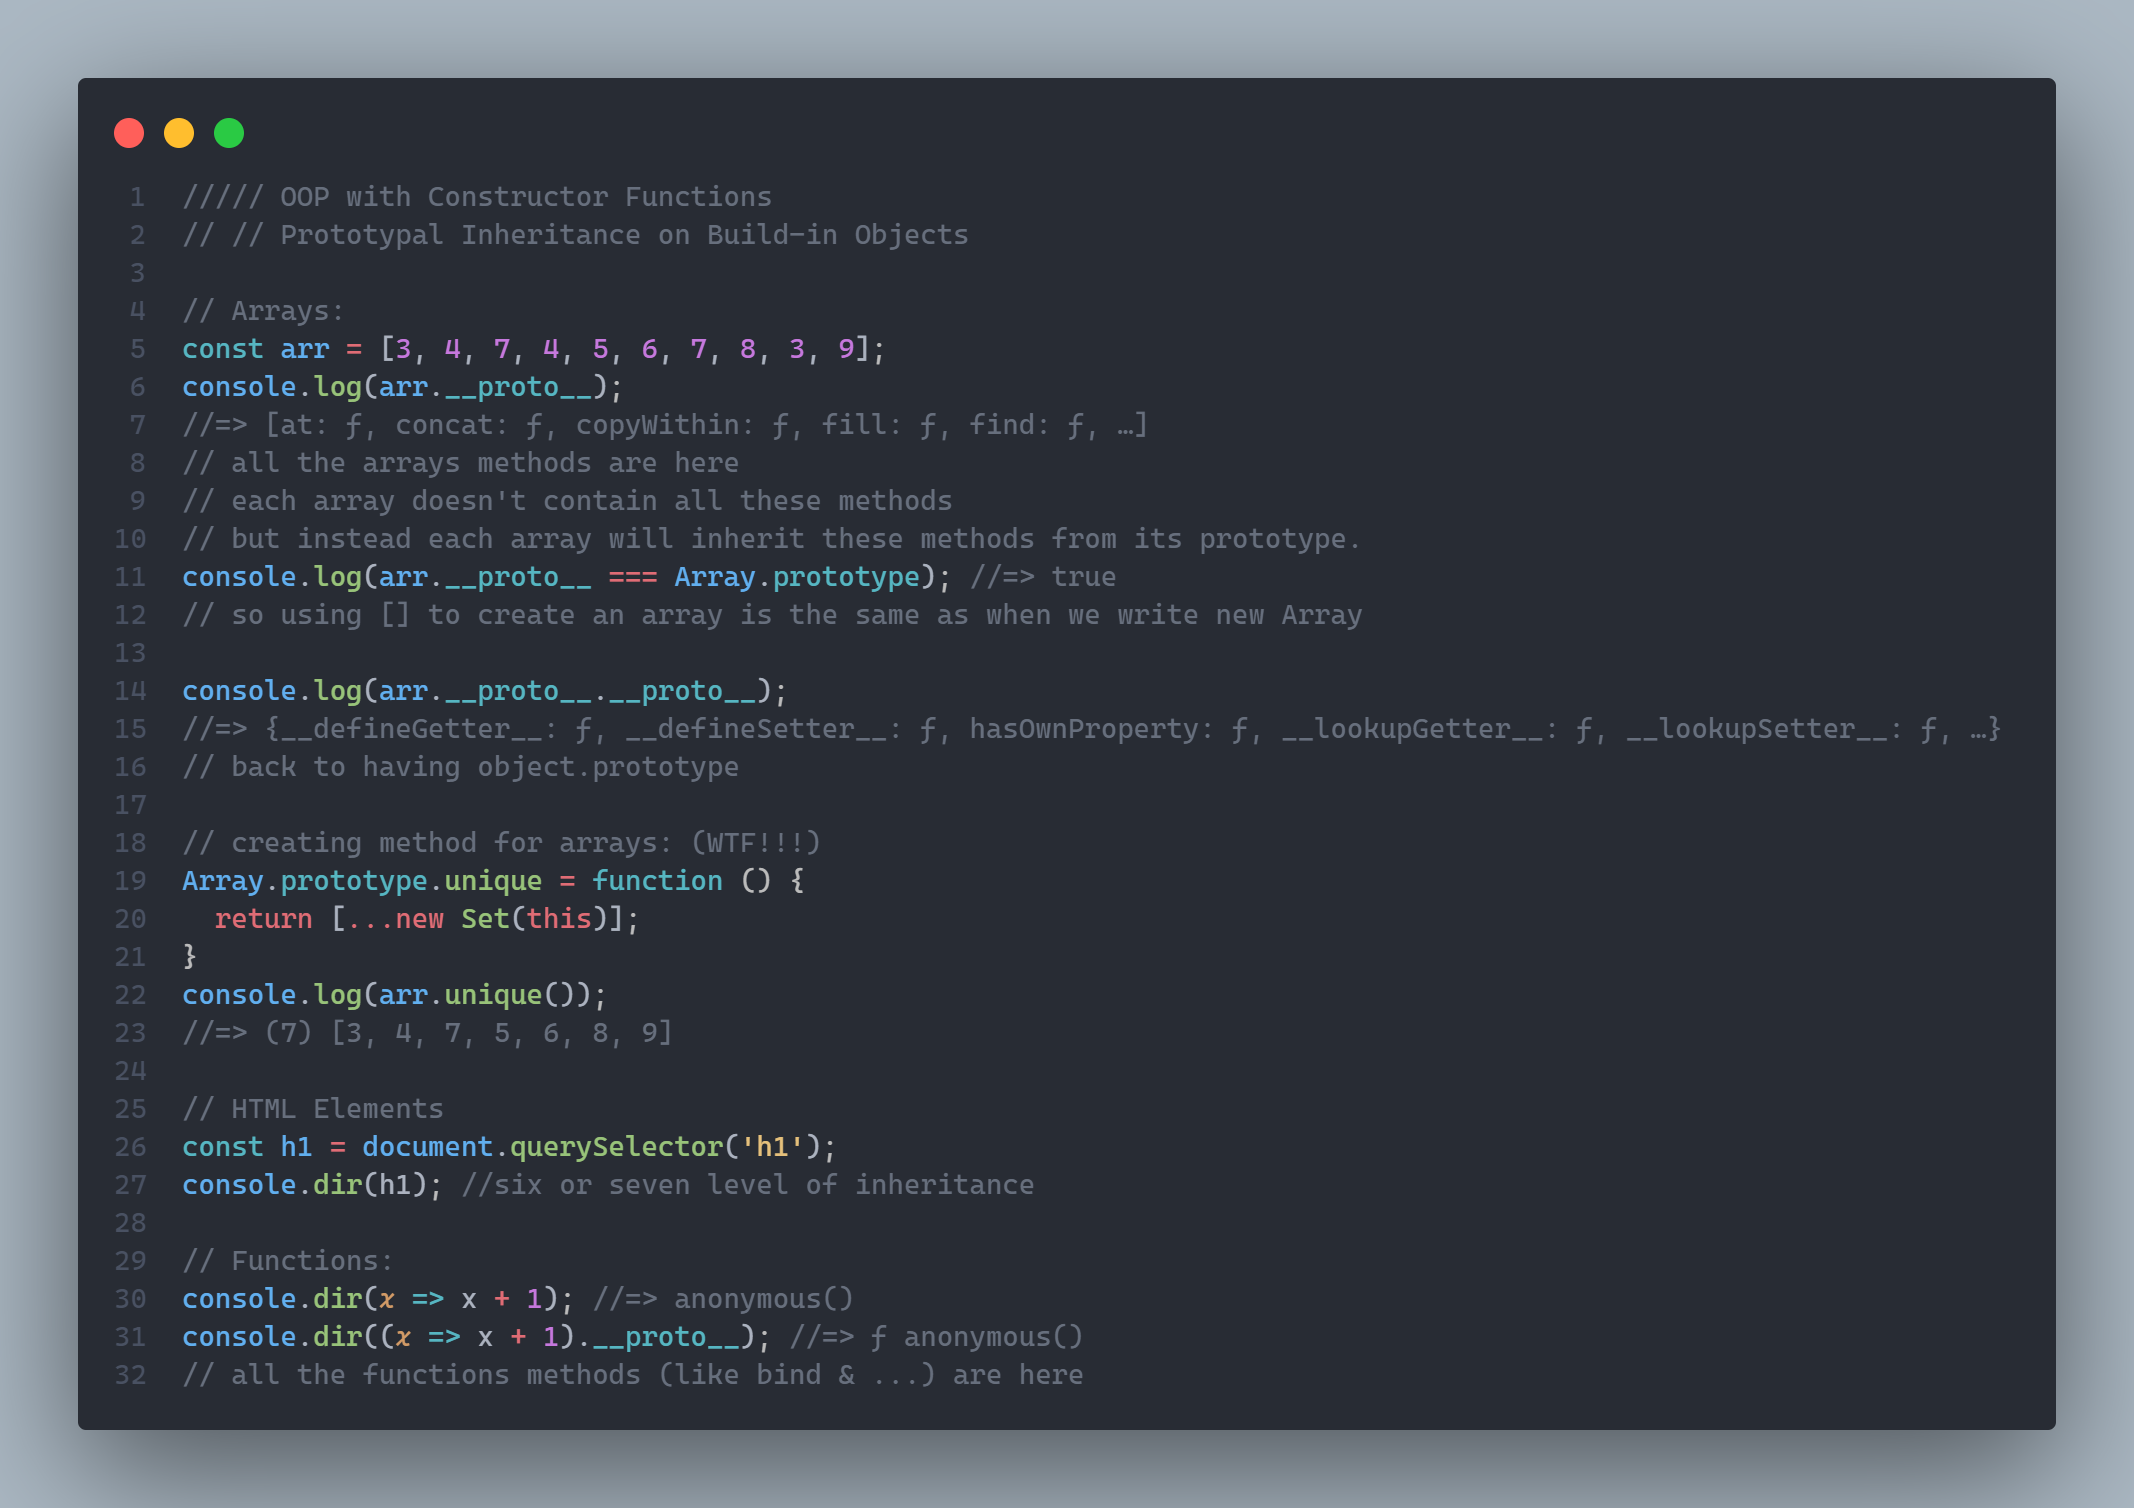 1 ///// OOP with Constructor Functions
2 // // Prototypal Inheritance on Build-in Objects
3
4 // Arrays:
5 const arr = [3, 4, 7, 4, 5, 6, 7, 8, 3, 9];
6 console.log(arr.__proto__);
7 //=> [at: ƒ, concat: ƒ, copyWithin: ƒ, fill: ƒ, find: ƒ, …]
8 // all the arrays methods are here
9 // each array doesn't contain all these methods
10 // but instead each array will inherit these methods from its prototype.
11 console.log(arr.__proto__ === Array.prototype); //=> true
12 // so using [] to create an array is the same as when we write new Array
13
14 console.log(arr.__proto__.__proto__);
15 //=> {__defineGetter__: ƒ, __defineSetter__: ƒ, hasOwnProperty: ƒ, __lookupGetter__: ƒ, __lookupSetter__: ƒ, …}
16 // back to having object.prototype
17
18 // creating method for arrays: (WTF!!!)
19 Array.prototype.unique = function () {
20   return [...new Set(this)];
21 }
22 console.log(arr.unique());
23 //=> (7) [3, 4, 7, 5, 6, 8, 9]
24
25 // HTML Elements
26 const h1 = document.querySelector('h1');
27 console.dir(h1); //six or seven level of inheritance
28
29 // Functions:
30 console.dir(x => x + 1); //=> anonymous()
31 console.dir((x => x + 1).__proto__); //=> ƒ anonymous()
32 // all the functions methods (like bind & ...) are here